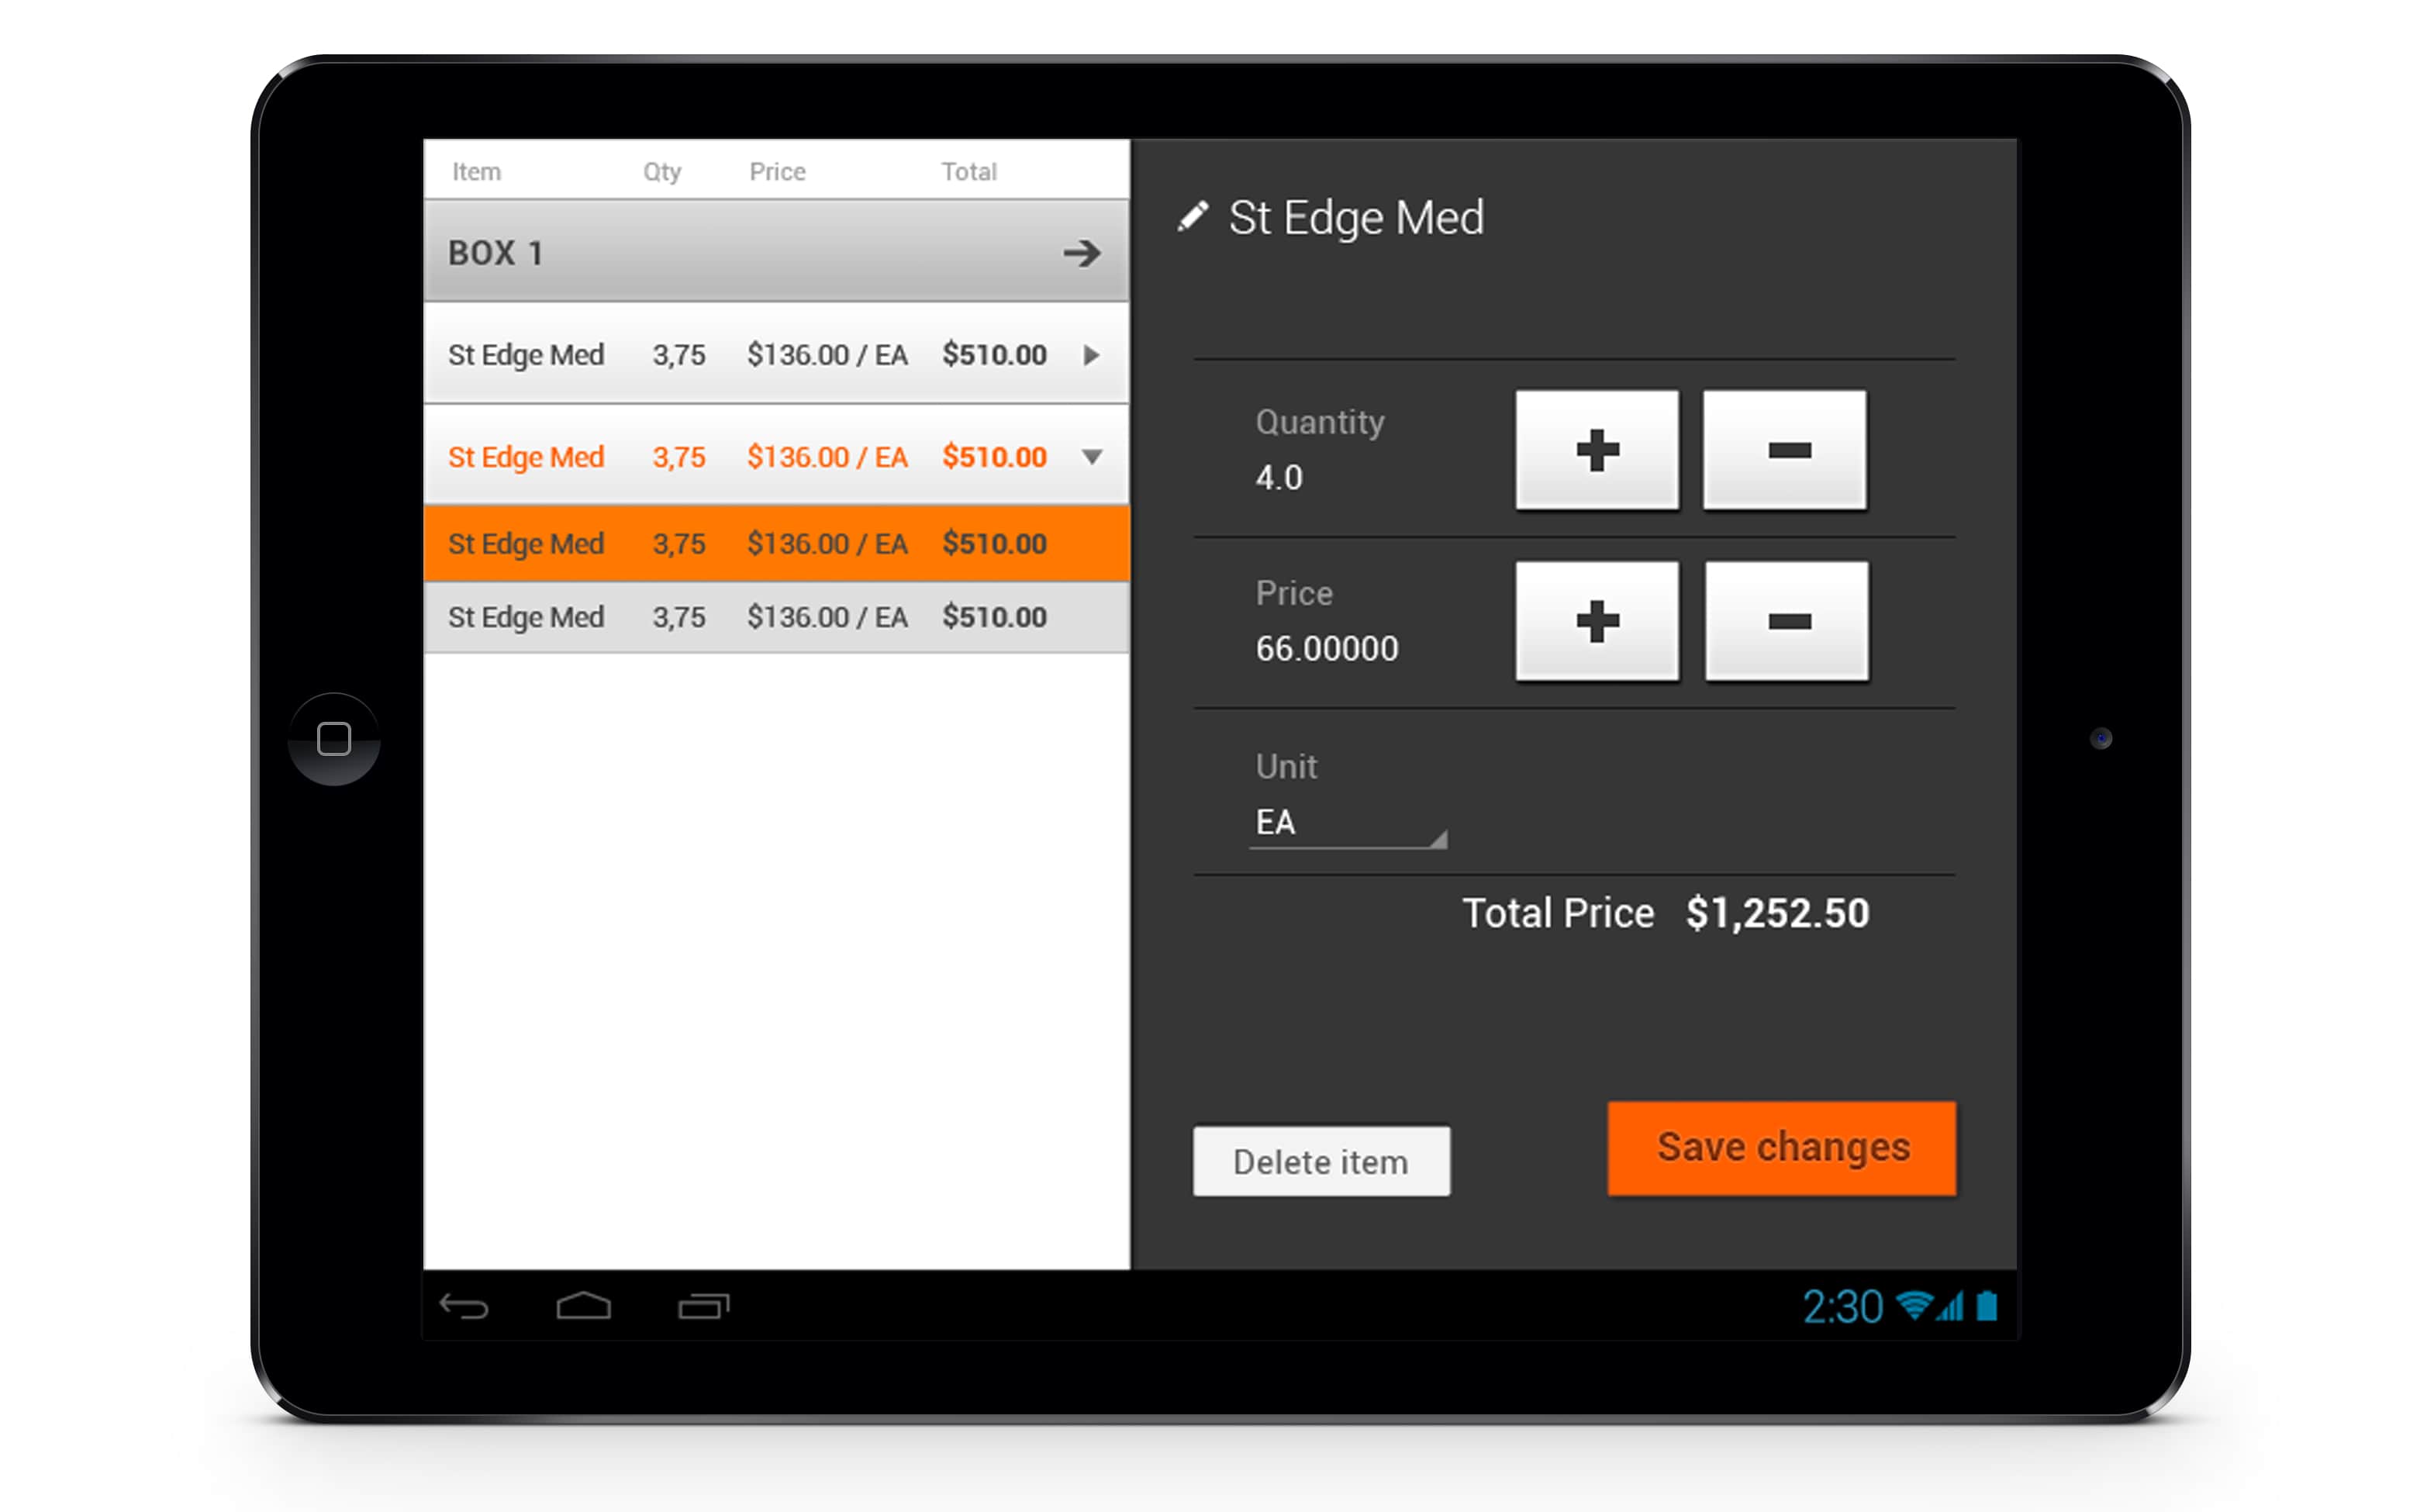 Item Qty Price Total
BOX 1
St Edge Med 3,75 $136.00 / EA $510.00
St Edge Med 3,75 $136.00 / EA $510.00
St Edge Med 3,75 $136.00 / EA $510.00
St Edge Med 3,75 $136.00 / EA $510.00
St Edge Med
Quantity
4.0
Price
66.00000
Unit
EA
Total Price $1,252.50
Delete item
Save changes
2:30